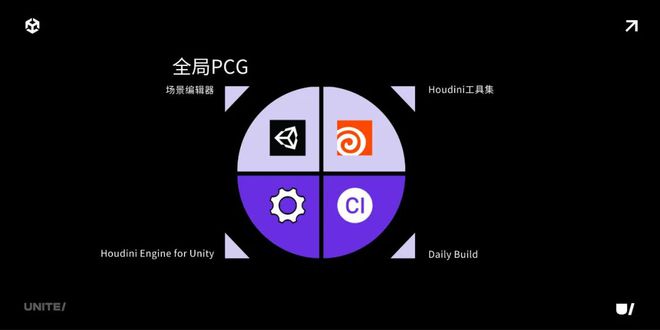 全局PCG
场景编辑器
Houdini工具集
CI
Houdini Engine for Unity
Daily Build
UNITE/
U/